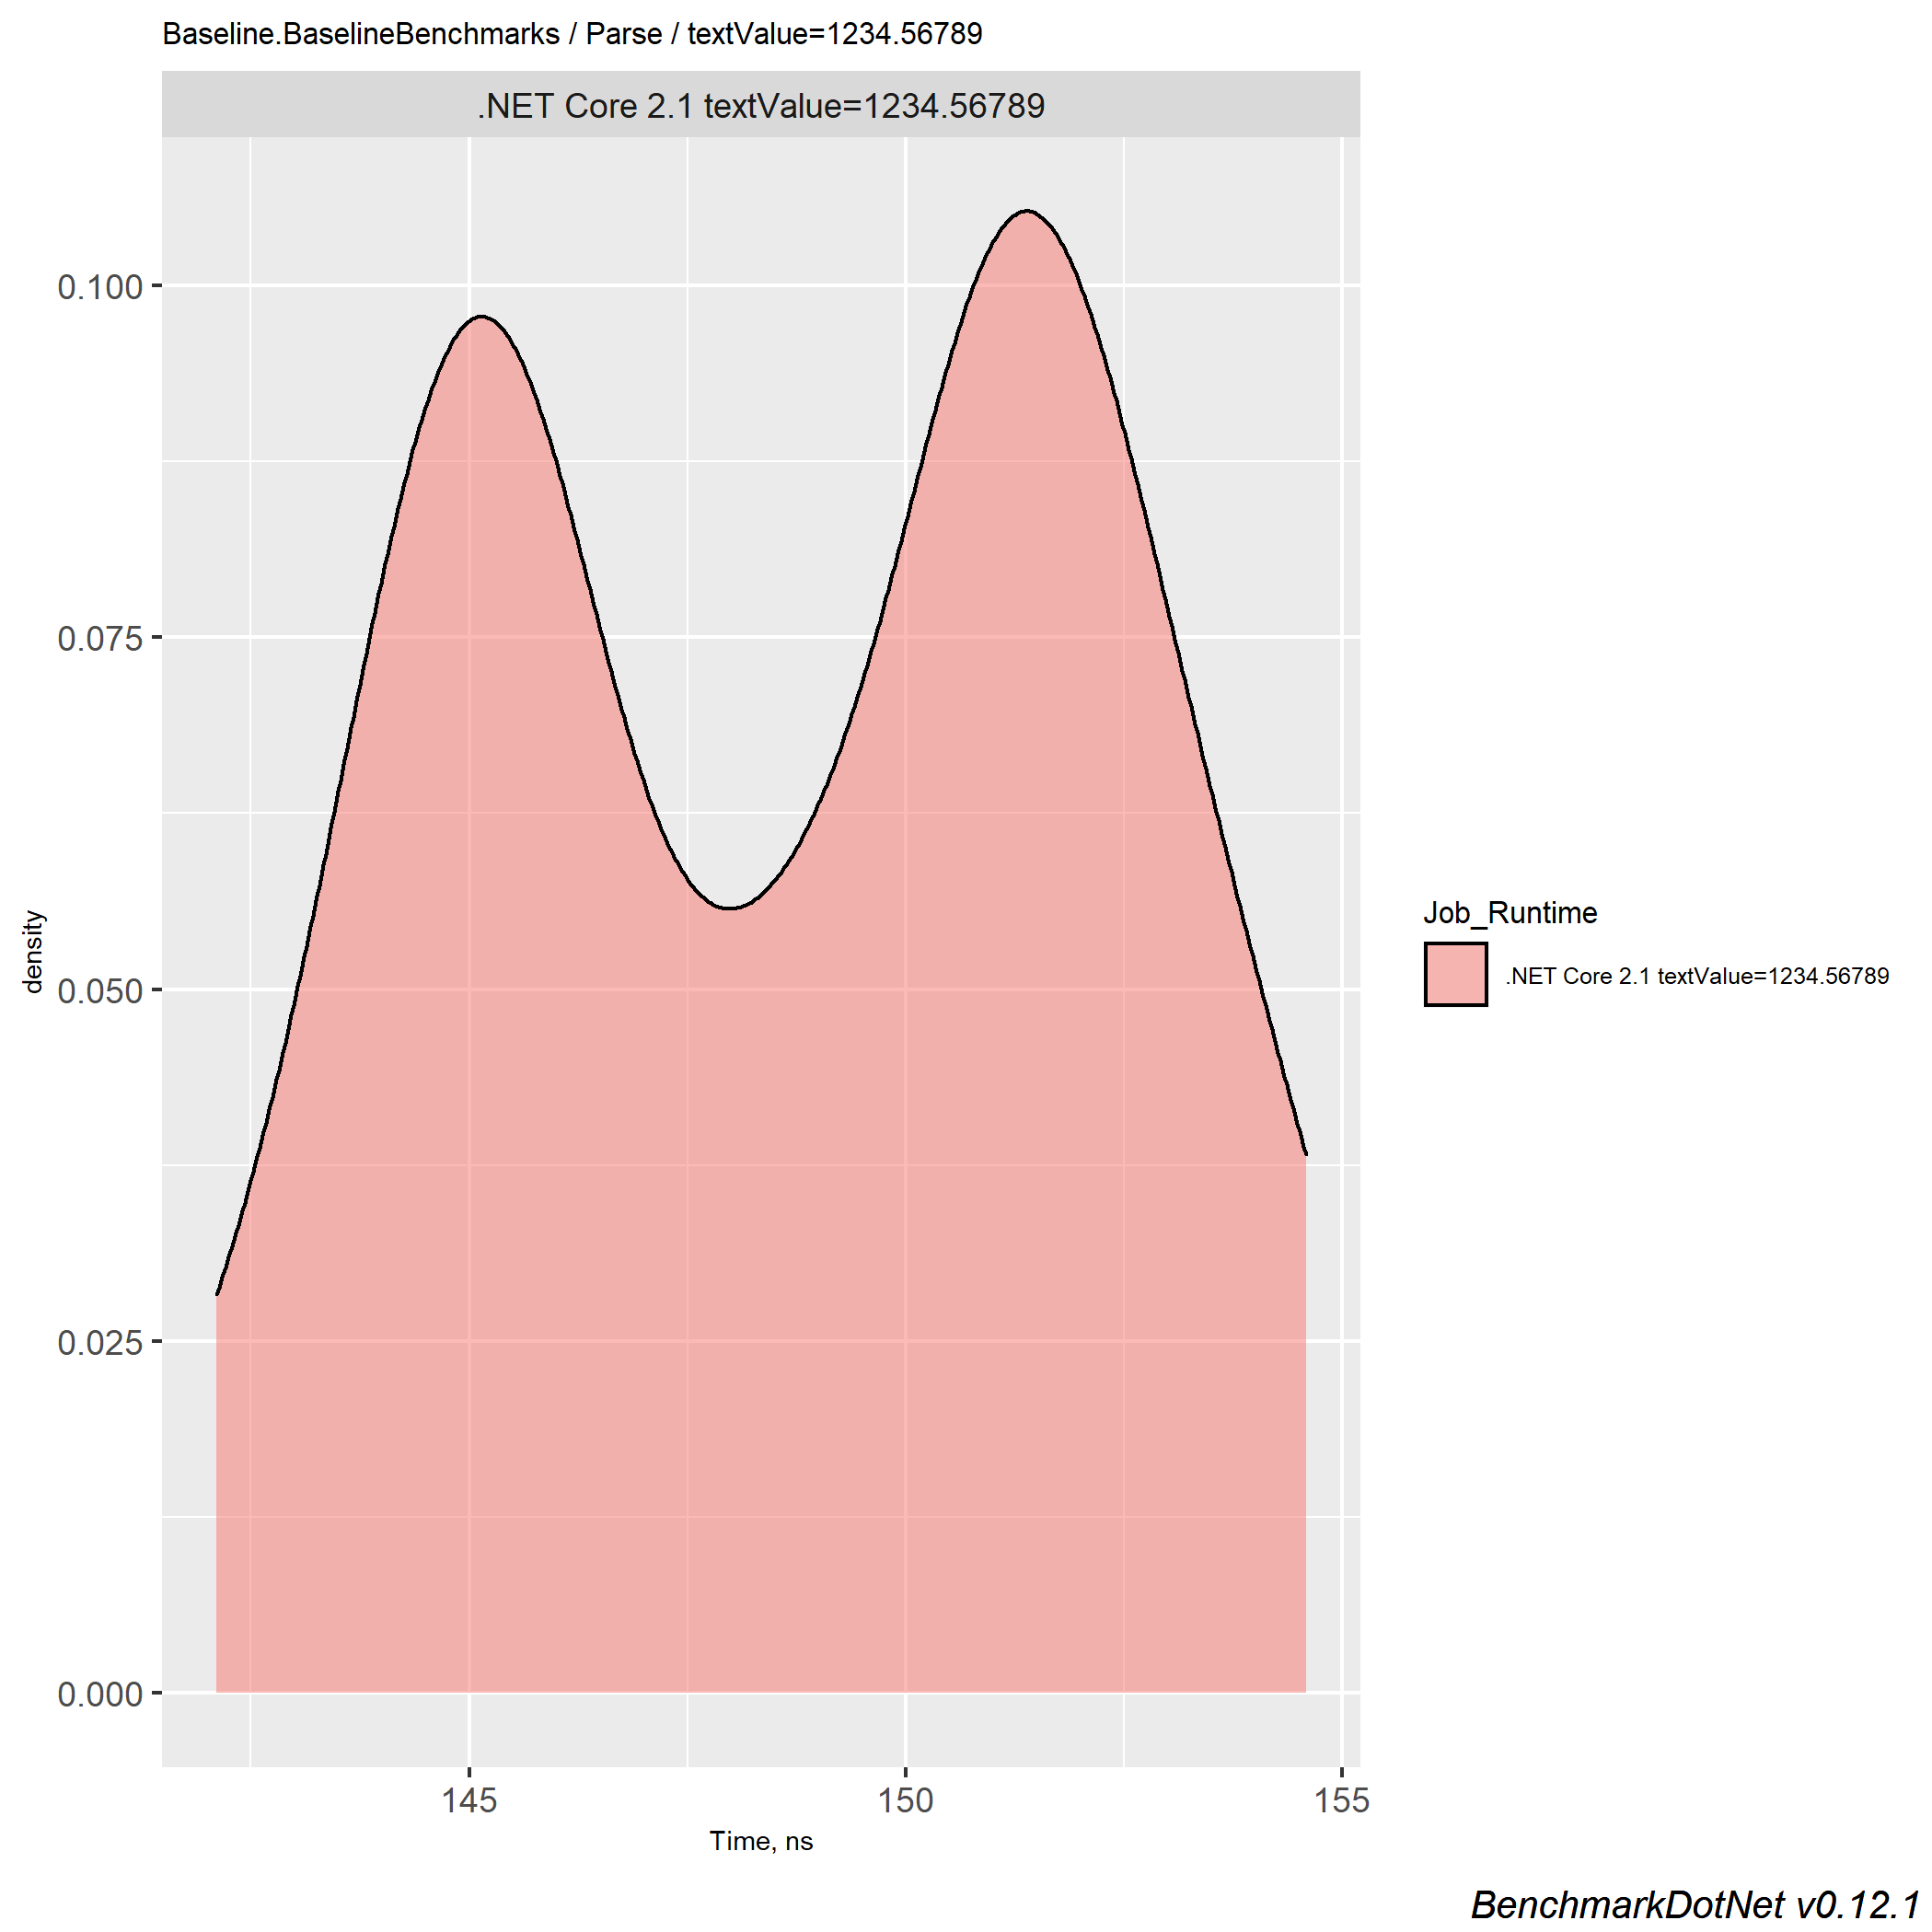 Baseline.BaselineBenchmarks / Parse / textValue=1234.56789
.NET Core 2.1 textValue=1234.56789
0.100
0.075
0.050
0.025
0.000
density
145 150 155
Time, ns
Job_Runtime
.NET Core 2.1 textValue=1234.56789
BenchmarkDotNet v0.12.1